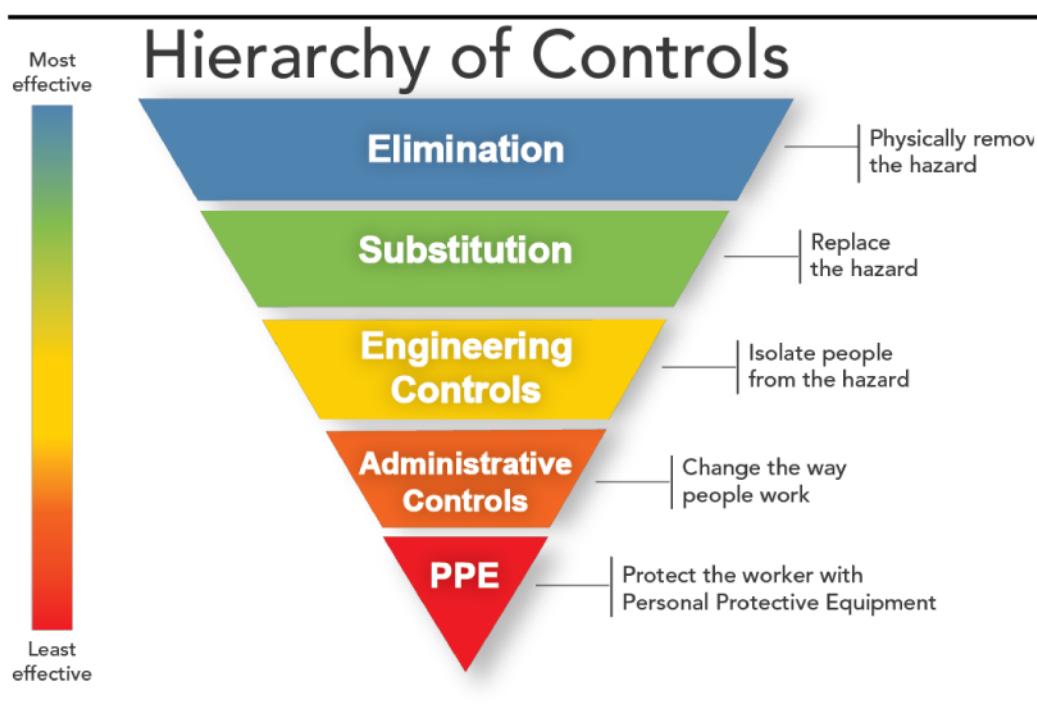 Hierarchy of Controls
Most
effective
Elimination
Physically remov
the hazard
Substitution
Replace
the hazard
Engineering
Controls
Isolate people
from the hazard
Administrative
Controls
Change the way
people work
PPE
Protect the worker with
Personal Protective Equipment
Least
effective